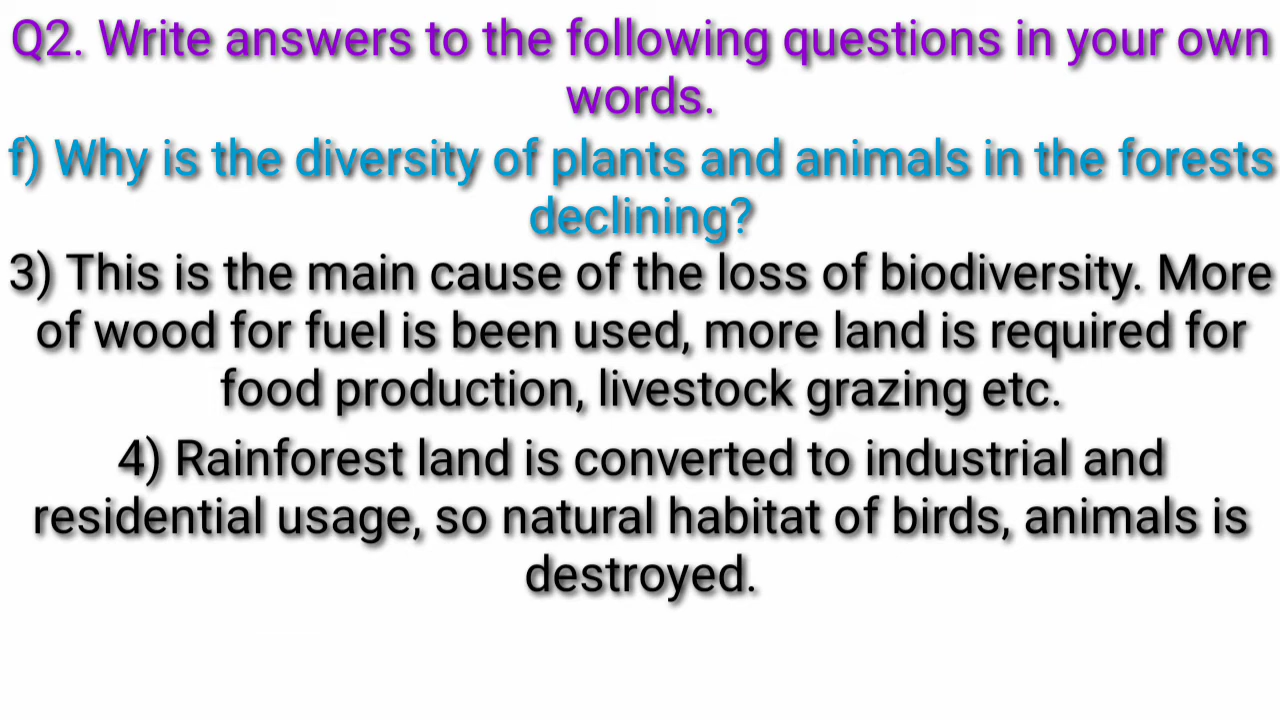 Q2. Write answers to the following questions in your own
words.
f) Why is the diversity of plants and animals in the forests
declining?
3) This is the main cause of the loss of biodiversity. More
of wood for fuel is been used, more land is required for
food production, livestock grazing etc.
4) Rainforest land is converted to industrial and
residential usage, so natural habitat of birds, animals is
destroyed.